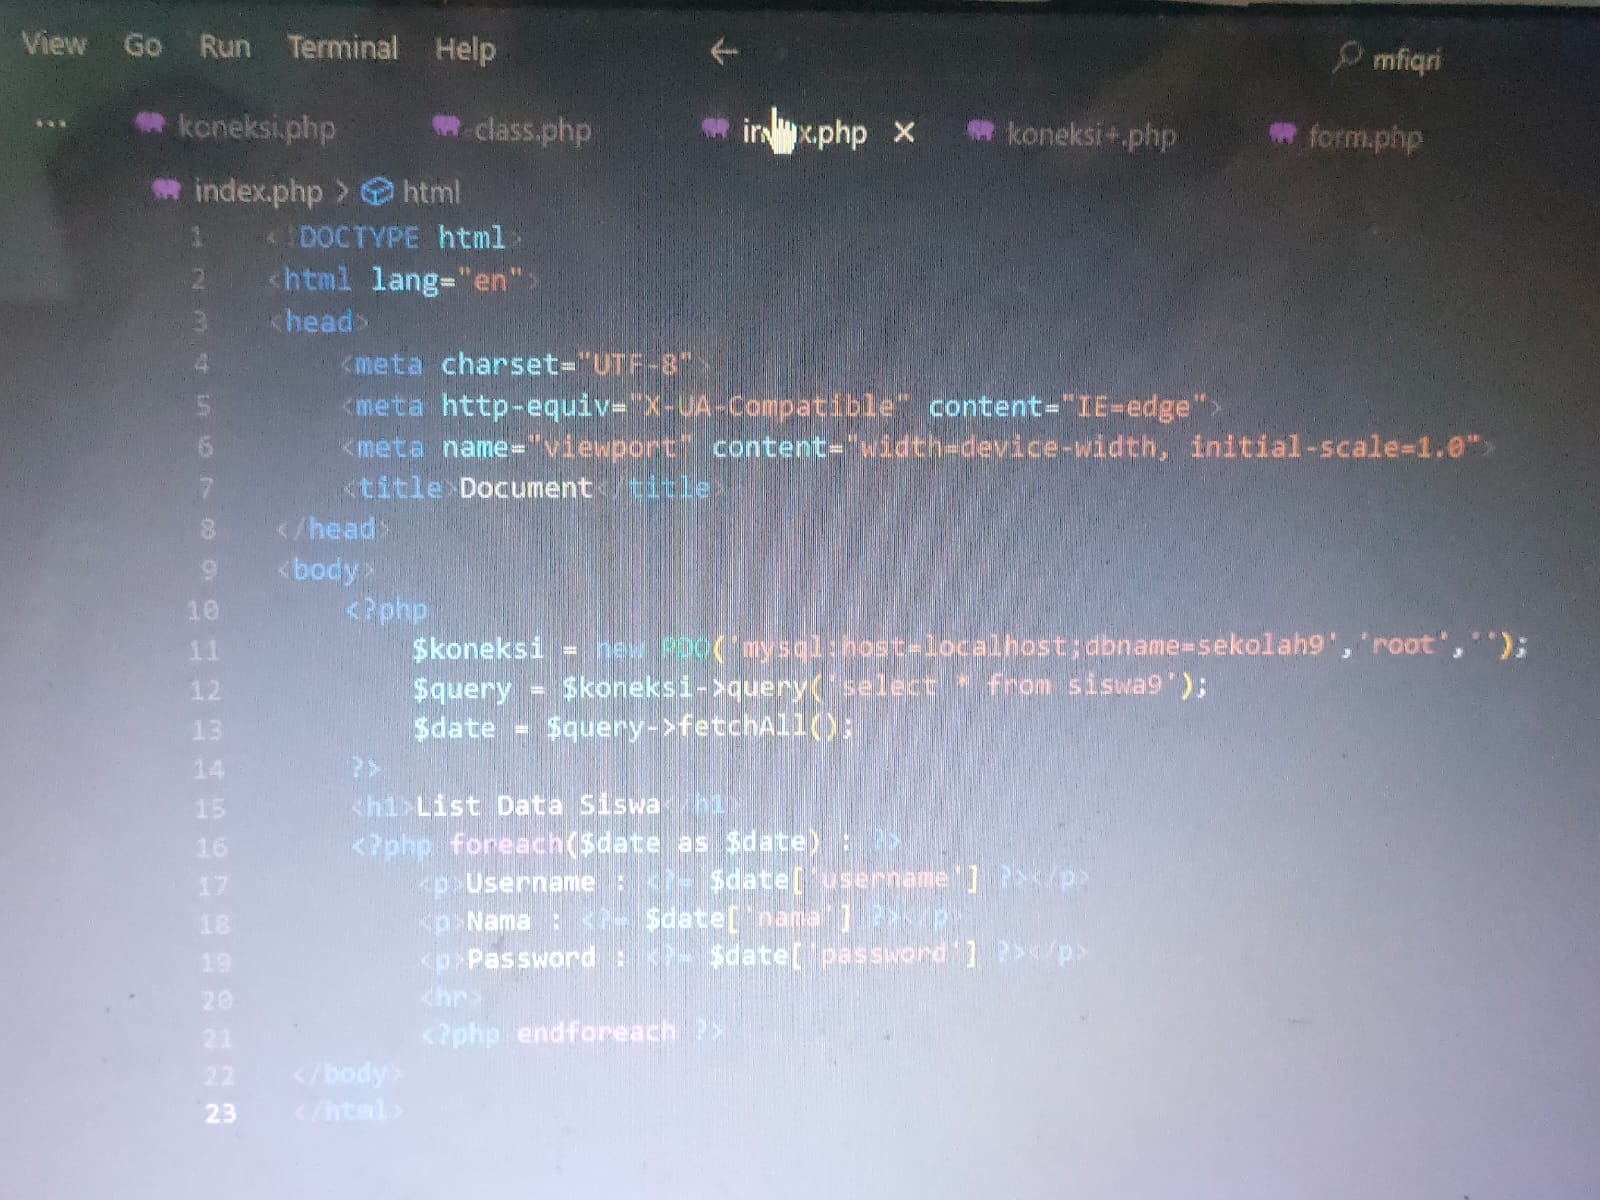 View Go Run Terminal Help ← mfiqri
... koneksi.php class.php index.php × koneksi+.php form.php
index.php > html
1 <!DOCTYPE html>
2 <html lang="en">
3 <head>
4 <meta charset="UTF-8">
5 <meta http-equiv="X-UA-Compatible" content="IE=edge">
6 <meta name="viewport" content="width=device-width, initial-scale=1.0">
7 <title>Document</title>
8 </head>
9 <body>
10 <?php
11 $koneksi = new PDO('mysql:host=localhost;dbname=sekolah9','root','');
12 $query = $koneksi->query('select * from siswa9');
13 $date = $query->fetchAll();
14 ?>
15 <h1>List Data Siswa</h1>
16 <?php foreach($date as $date) : ?>
17 <p>Username : <?= $date['username'] ?></p>
18 <p>Nama : <?= $date['nama'] ?></p>
19 <p>Password : <?= $date['password'] ?></p>
20 <hr>
21 <?php endforeach ?>
22 </body>
23 </html>